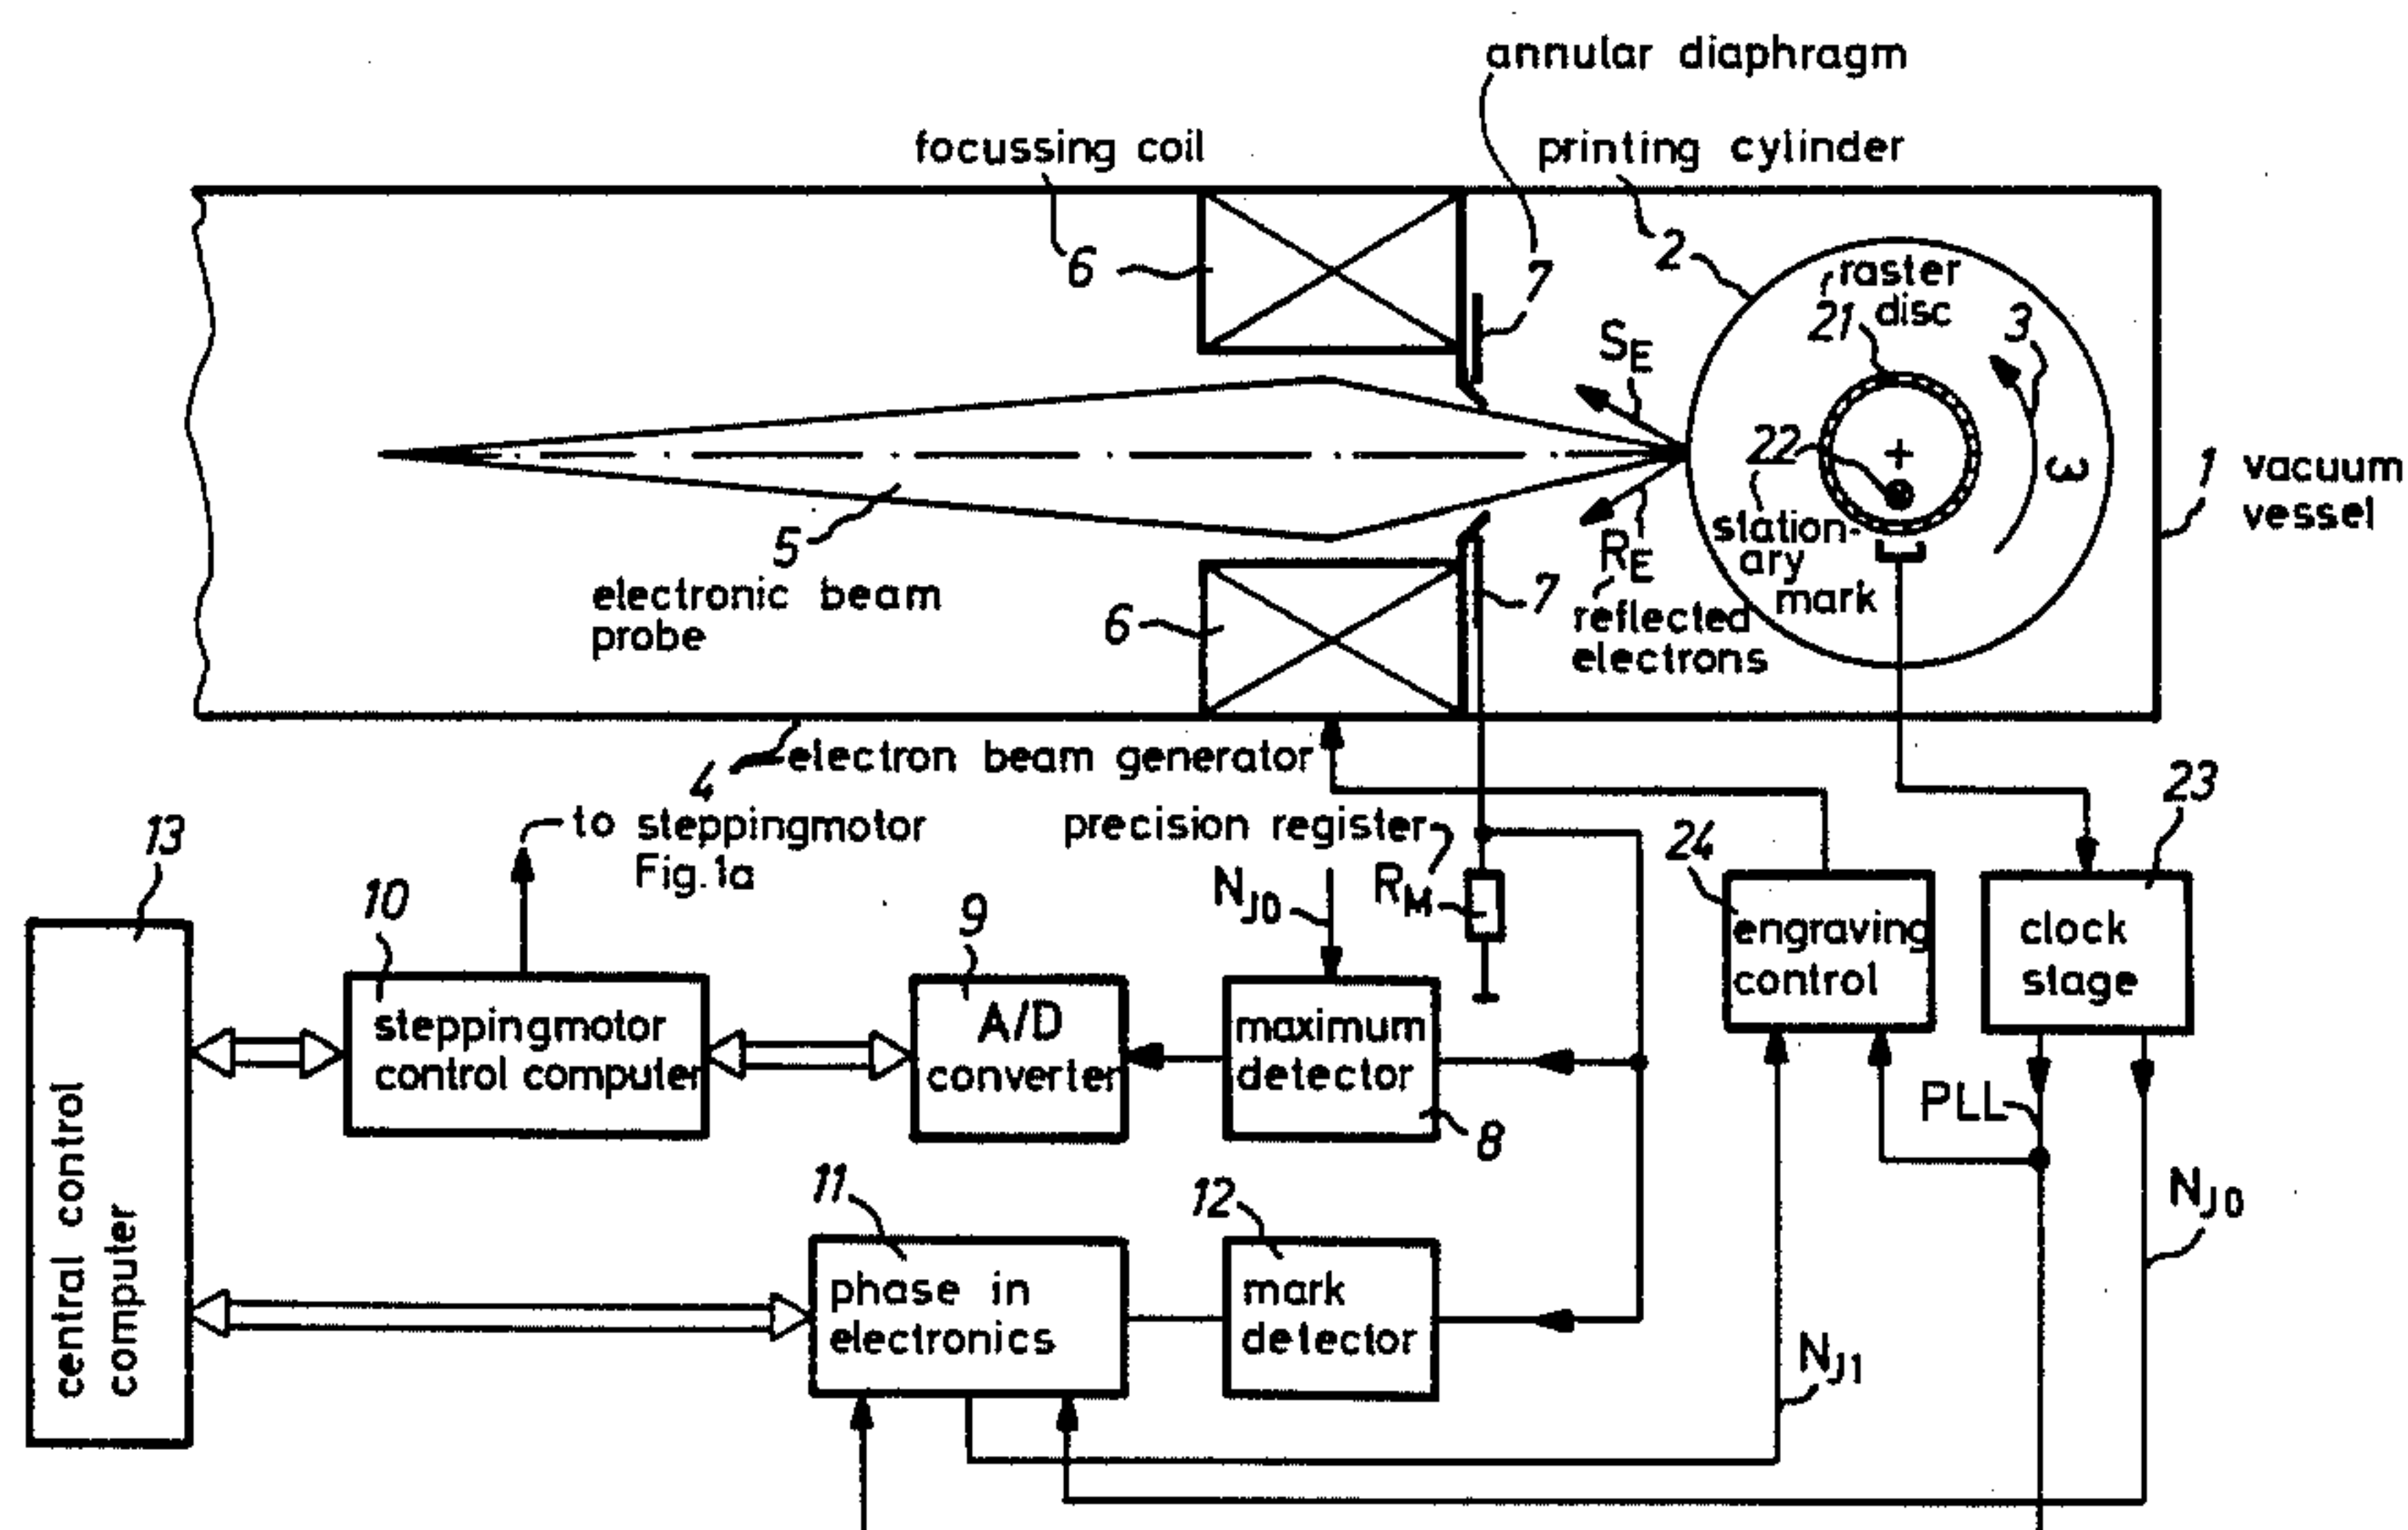 annular diaphragm
focussing coil
printing cylinder
6
7
2
raster
disc
21
3
S_E
22
ω
1 vacuum
vessel
station-
ary
mark
5
electronic beam
probe
6
7
R_E
reflected
electrons
4
electron beam generator
to steppingmotor
Fig. 1a
precision register
23
13
10
9
N_J0
R_M
24
engraving
control
clock
stage
steppingmotor
control computer
A/D
converter
maximum
detector
8
PLL
N_J0
central control
computer
11
12
phase in
electronics
mark
detector
N_J1